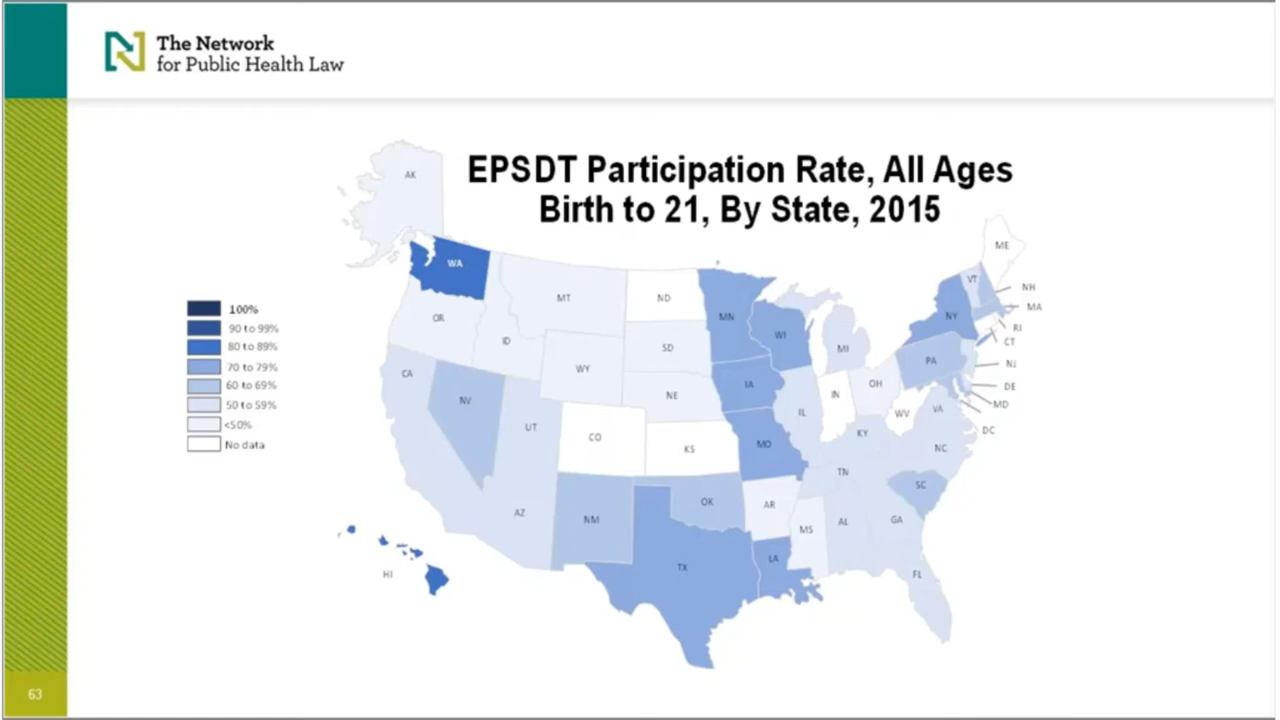 The Network
for Public Health Law
EPSDT Participation Rate, All Ages
Birth to 21, By State, 2015
AK
WA
ME
VT
NH
MT
ND
MA
OR
MN
NY
RI
ID
WI
CT
SD
MI
PA
NJ
WY
CA
IA
OH
DE
NE
IN
NV
MD
IL
WV
VA
UT
DC
CO
KY
MO
NC
KS
TN
SC
OK
AR
AZ
NM
MS
AL
GA
LA
TX
HI
FL
100%
90 to 99%
80 to 89%
70 to 79%
60 to 69%
50 to 59%
<50%
No data
63